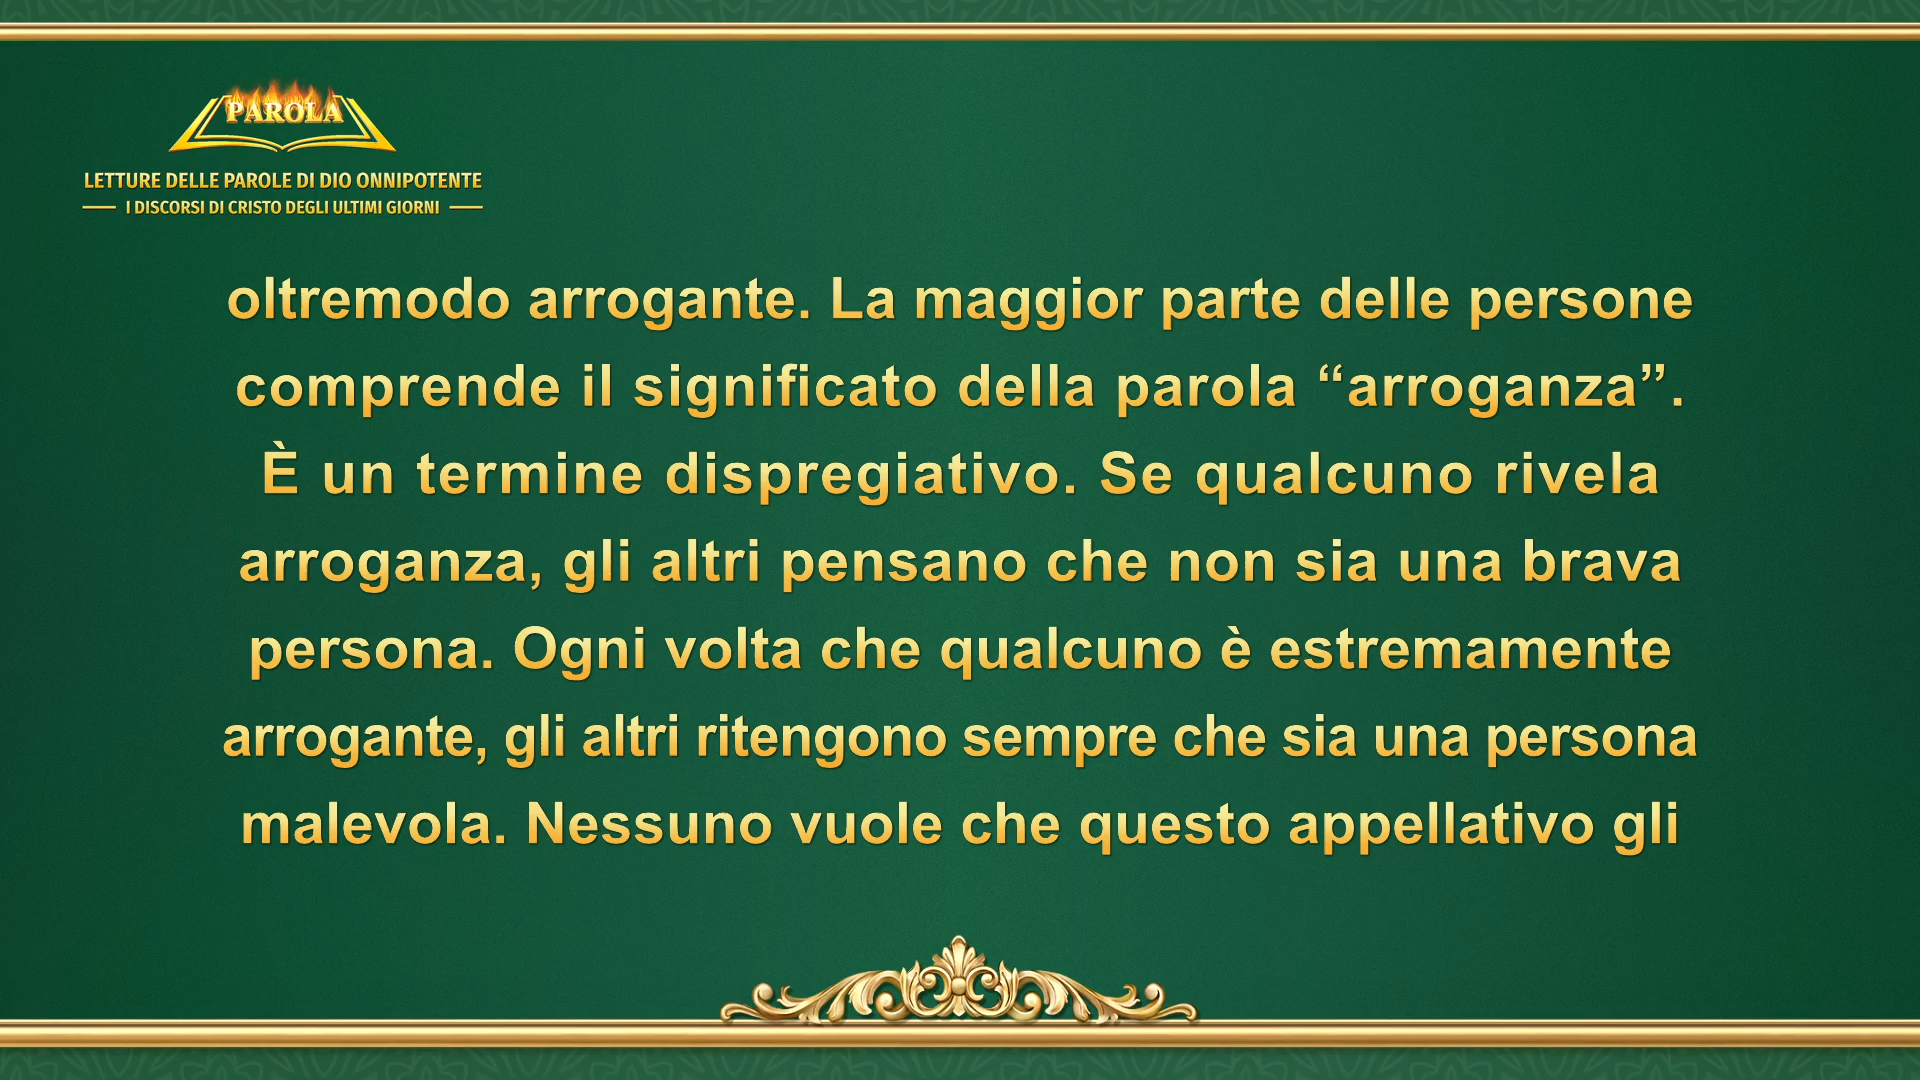 PAROLA
LETTURE DELLE PAROLE DI DIO ONNIPOTENTE
I DISCORSI DI CRISTO DEGLI ULTIMI GIORNI
oltremodo arrogante. La maggior parte delle persone
comprende il significato della parola “arroganza”.
È un termine dispregiativo. Se qualcuno rivela
arroganza, gli altri pensano che non sia una brava
persona. Ogni volta che qualcuno è estremamente
arrogante, gli altri ritengono sempre che sia una persona
malevola. Nessuno vuole che questo appellativo gli